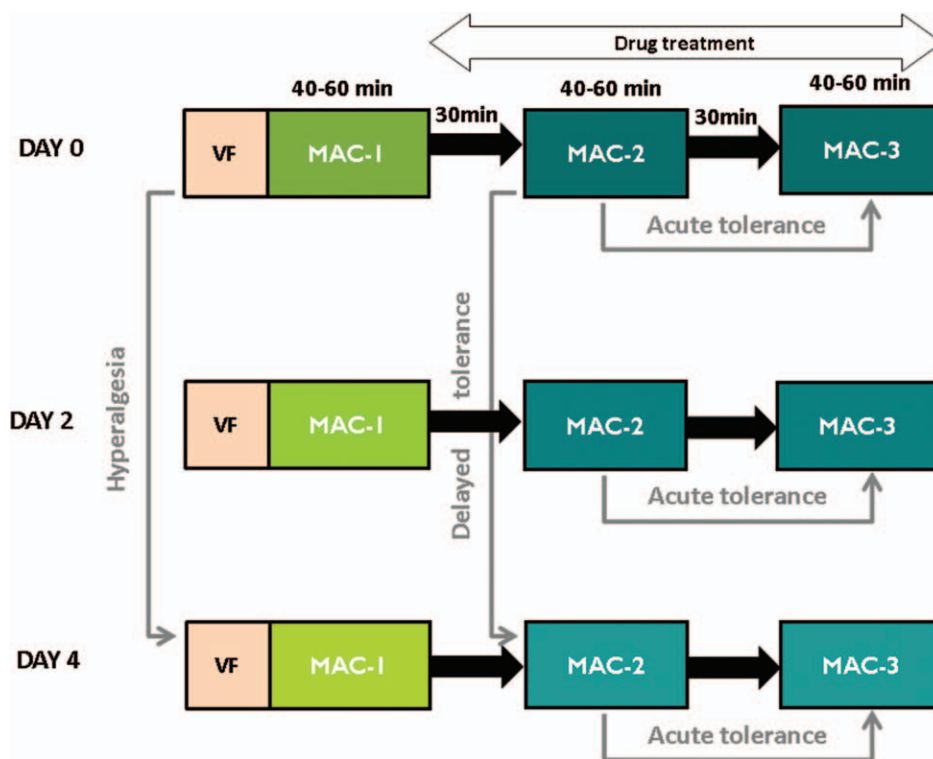 Drug treatment
40-60 min
40-60 min
40-60 min
30min
30min
DAY 0
VF
MAC-1
MAC-2
MAC-3
Acute tolerance
Hyperalgesia
Delayed tolerance
DAY 2
VF
MAC-1
MAC-2
MAC-3
Acute tolerance
DAY 4
VF
MAC-1
MAC-2
MAC-3
Acute tolerance